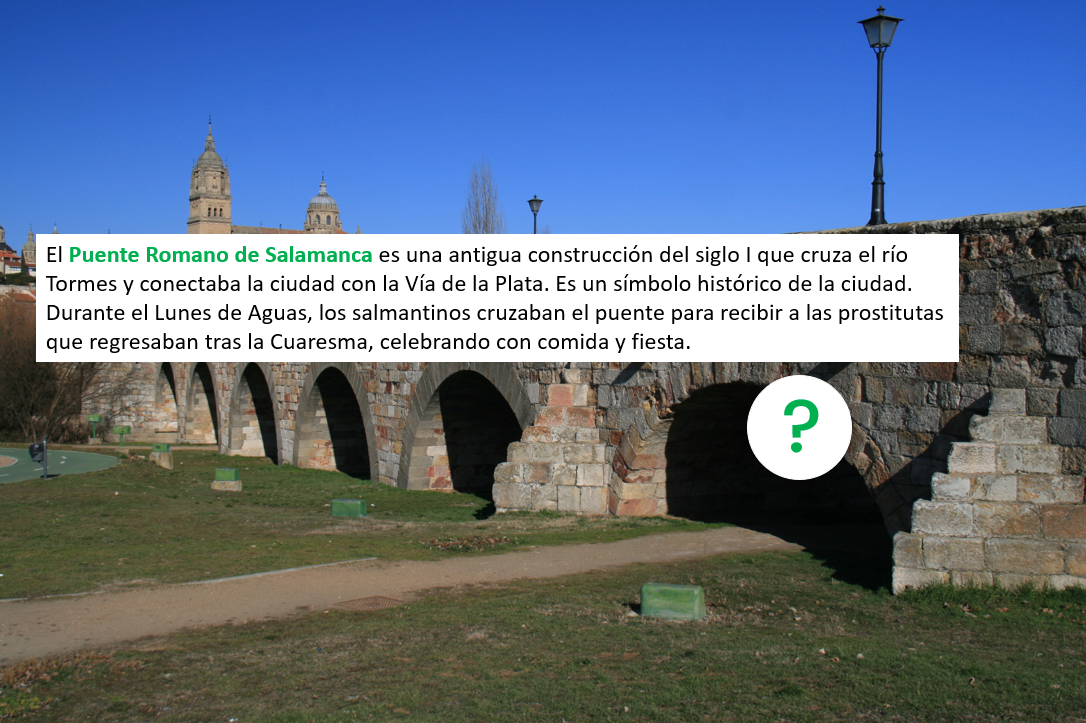 El Puente Romano de Salamanca es una antigua construcción del siglo I que cruza el río
Tormes y conectaba la ciudad con la Vía de la Plata. Es un símbolo histórico de la ciudad.
Durante el Lunes de Aguas, los salmantinos cruzaban el puente para recibir a las prostitutas
que regresaban tras la Cuaresma, celebrando con comida y fiesta.
?